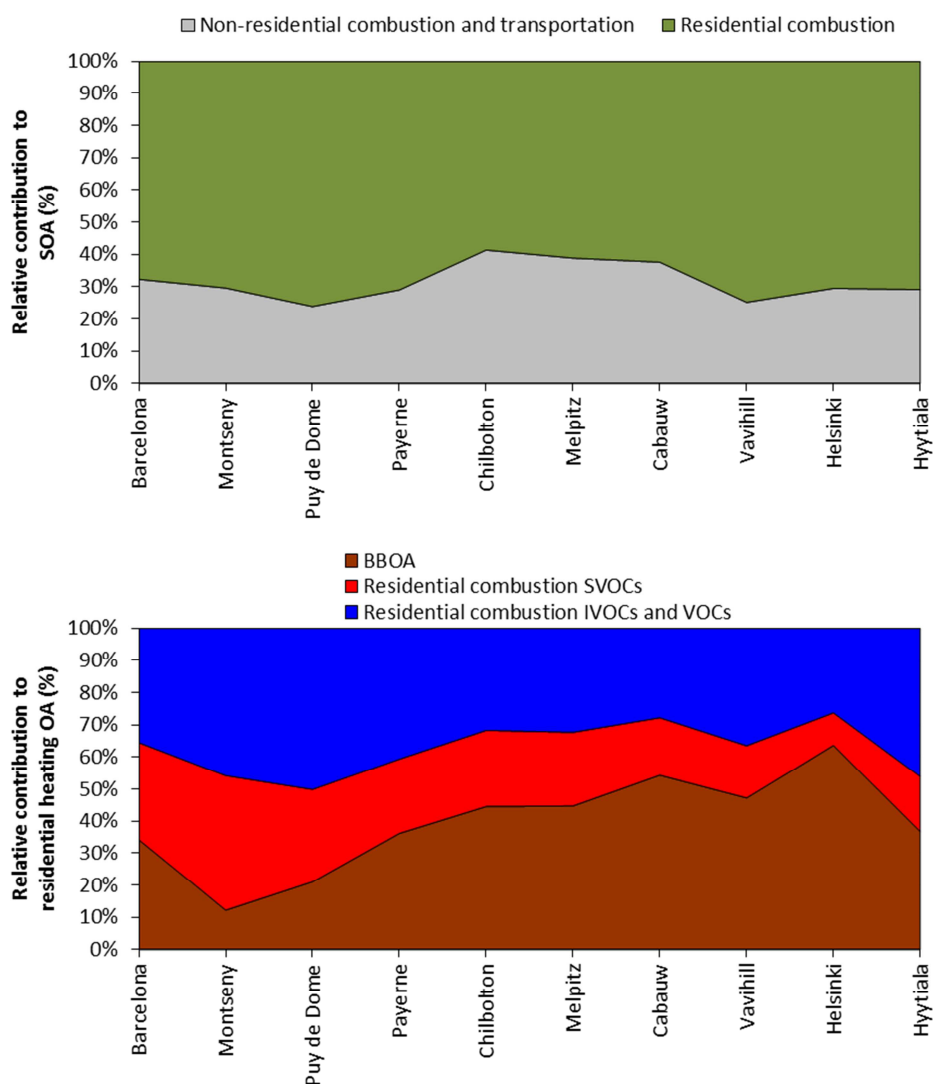 Non-residential combustion and transportation Residential combustion
Relative contribution to
SOA (%)
100%
90%
80%
70%
60%
50%
40%
30%
20%
10%
0%
Barcelona
Montseny
Puy de Dome
Payerne
Chilbolton
Melpitz
Cabauw
Vavihill
Helsinki
Hyytiala
BBOA
Residential combustion SVOCs
Residential combustion IVOCs and VOCs
Relative contribution to
residential heating OA (%)
100%
90%
80%
70%
60%
50%
40%
30%
20%
10%
0%
Barcelona
Montseny
Puy de Dome
Payerne
Chilbolton
Melpitz
Cabauw
Vavihill
Helsinki
Hyytiala